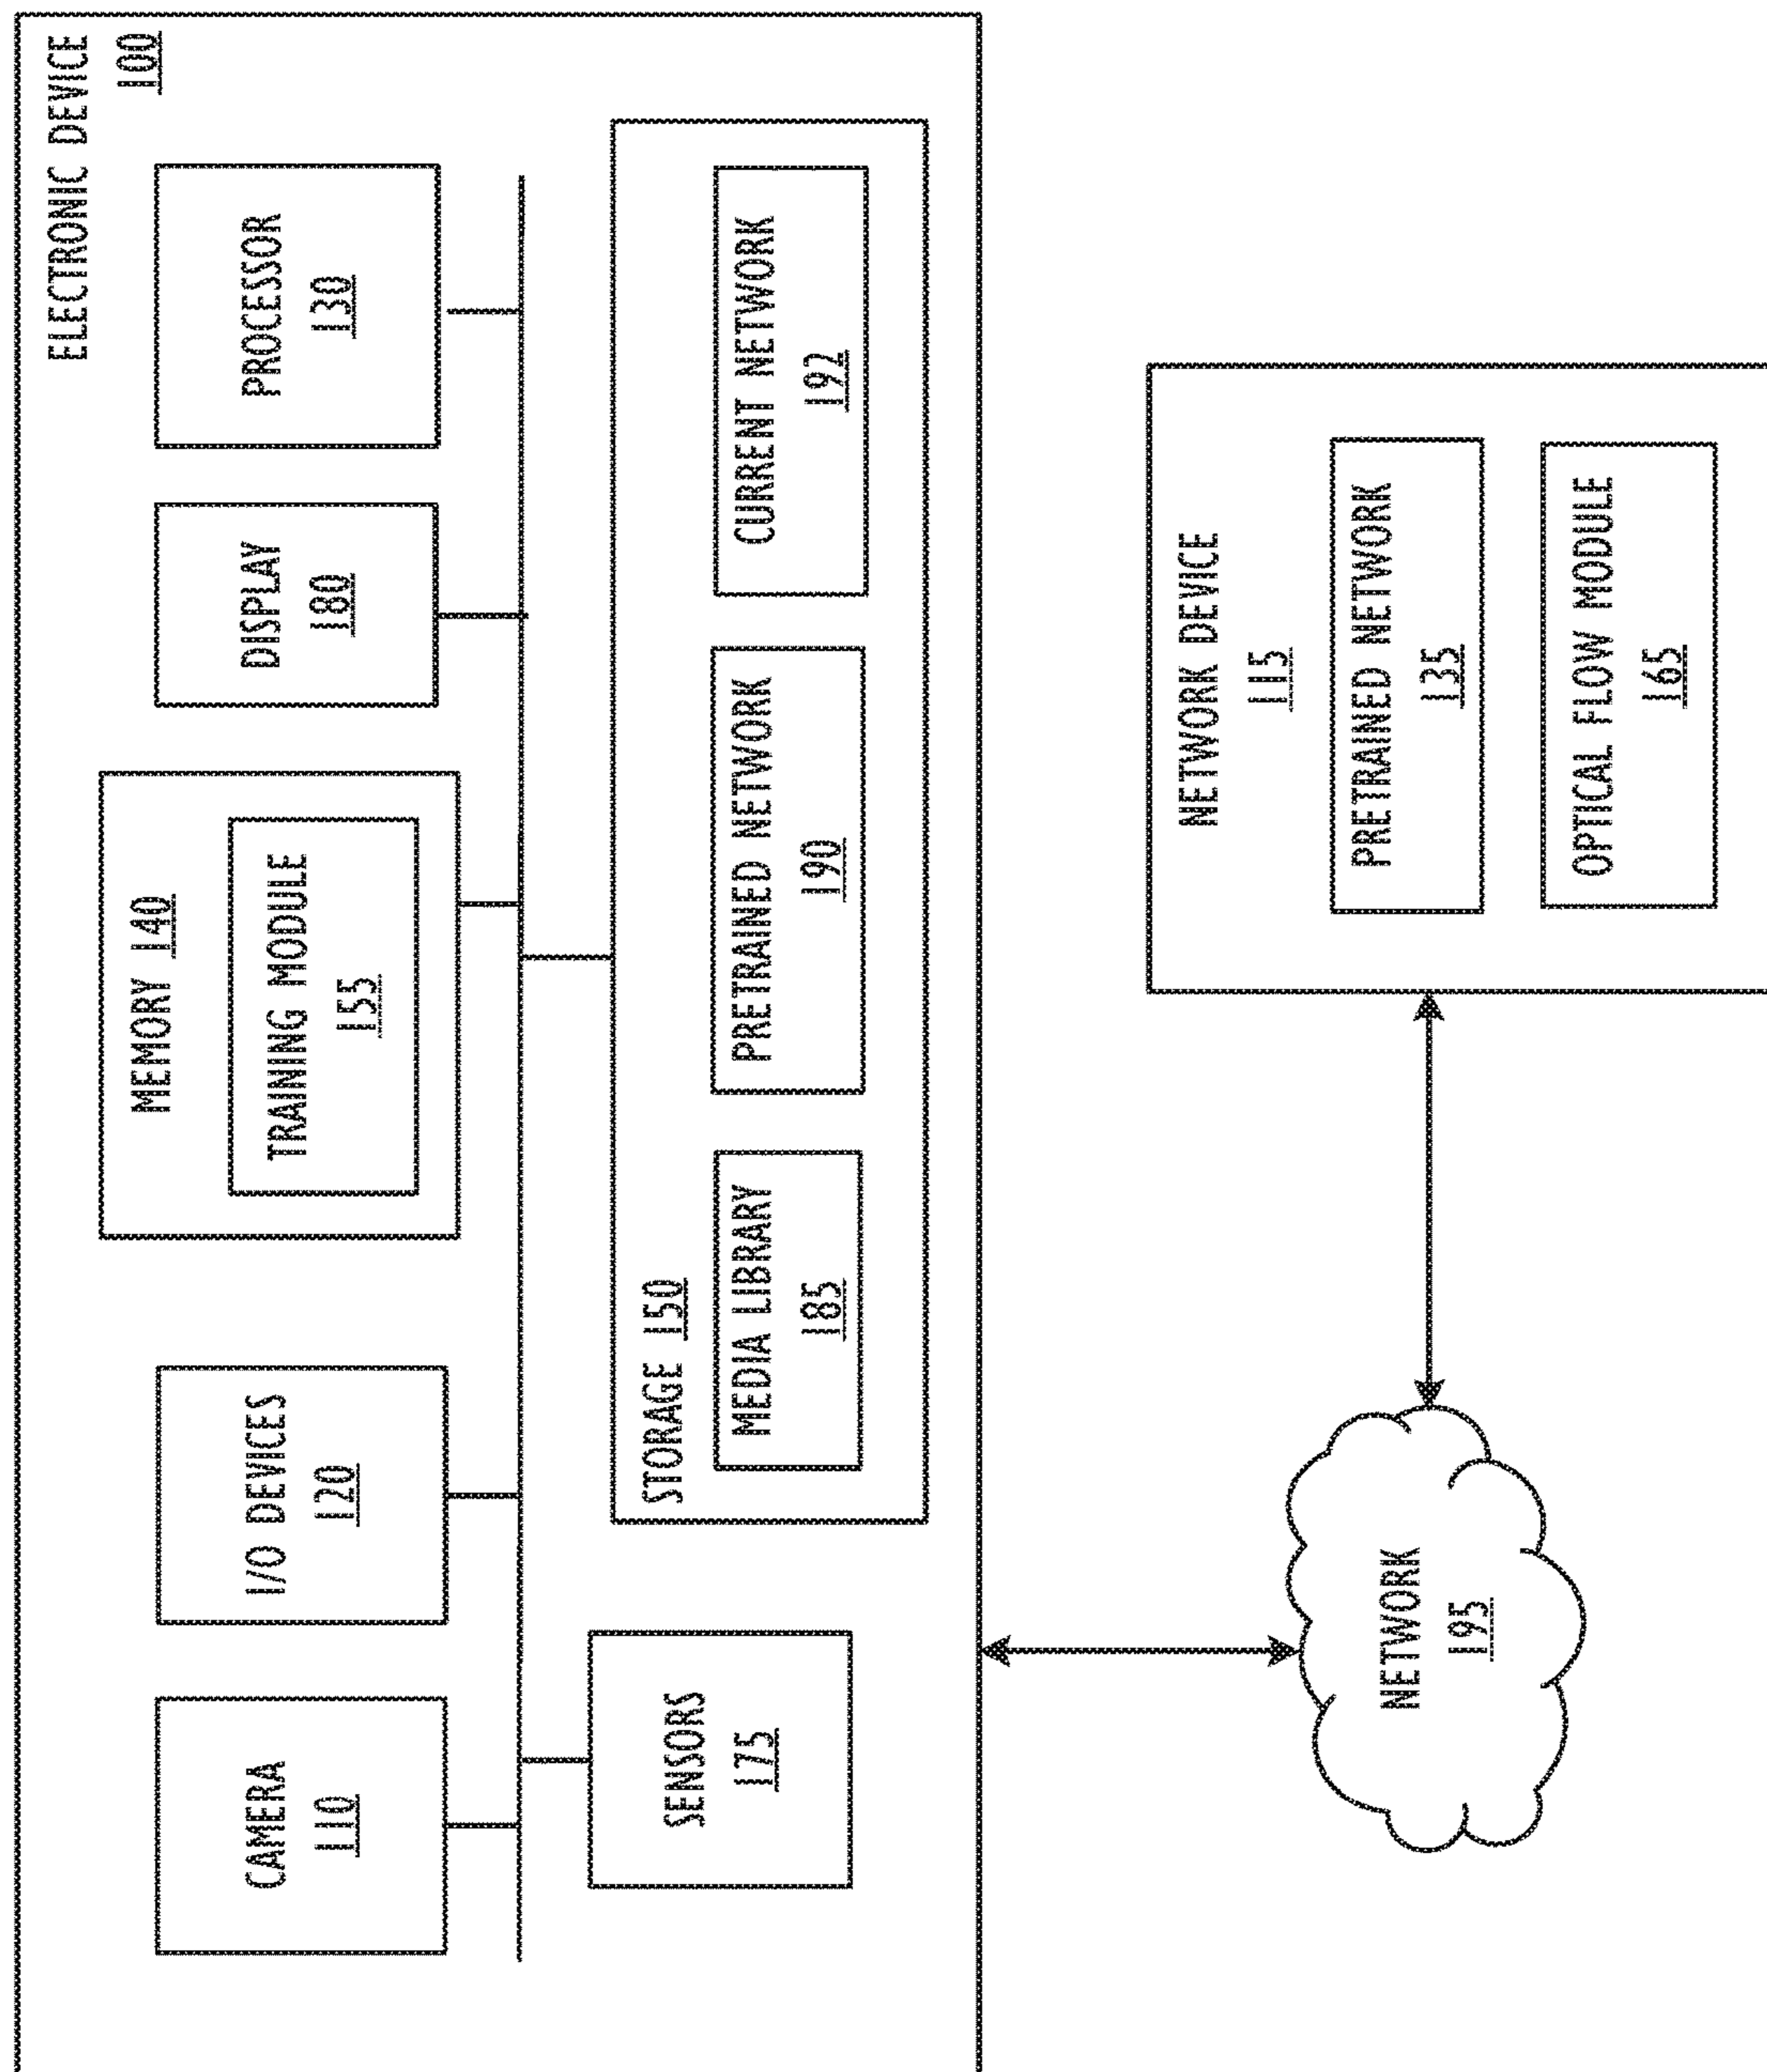 ELECTRONIC DEVICE
100
CAMERA
110
I/O DEVICES
120
MEMORY 140
TRAINING MODULE
155
DISPLAY
180
PROCESSOR
130
SENSORS
175
STORAGE 150
MEDIA LIBRARY
185
PRETRAINED NETWORK
190
CURRENT NETWORK
192
NETWORK
195
NETWORK DEVICE
115
PRETRAINED NETWORK
135
OPTICAL FLOW MODULE
165